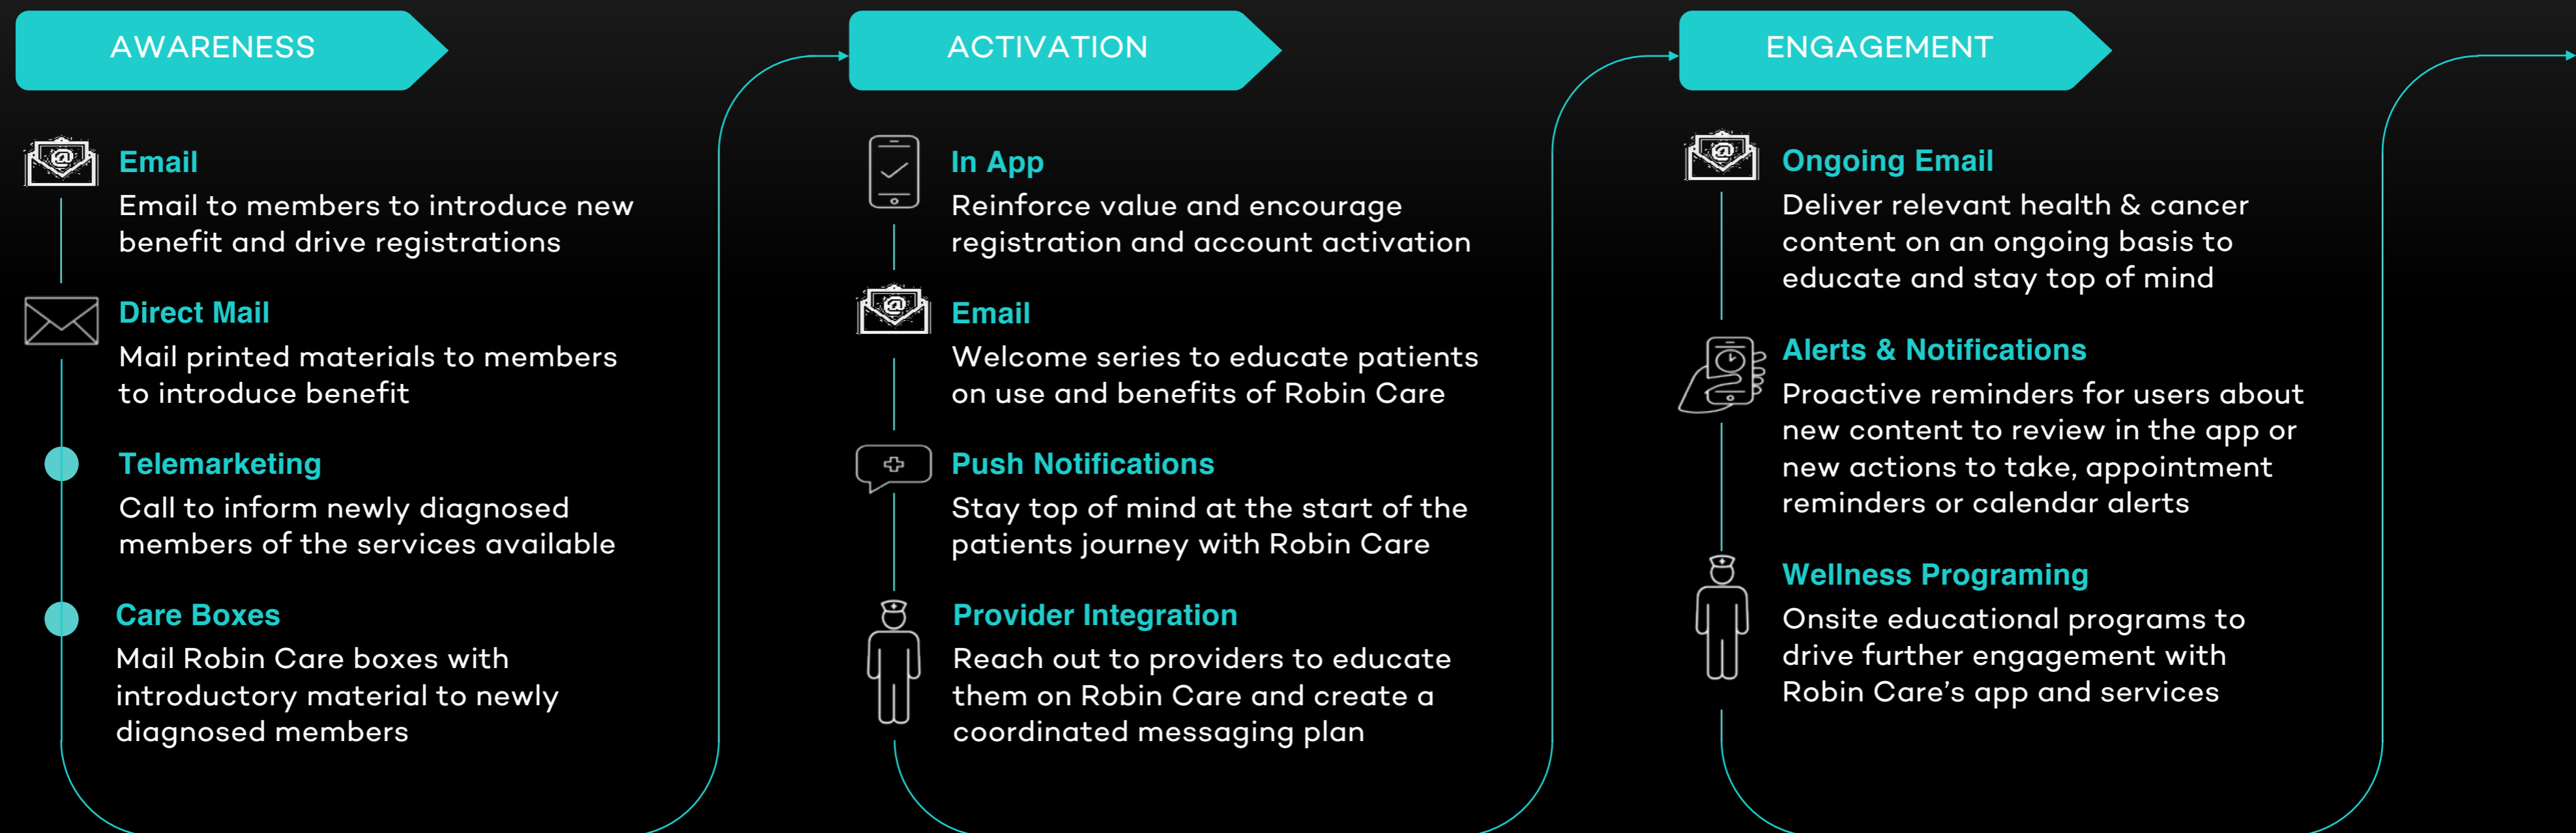 AWARENESS
Email
Email to members to introduce new
benefit and drive registrations
Direct Mail
Mail printed materials to members
to introduce benefit
Telemarketing
Call to inform newly diagnosed
members of the services available
Care Boxes
Mail Robin Care boxes with
introductory material to newly
diagnosed members
ACTIVATION
In App
Reinforce value and encourage
registration and account activation
Email
Welcome series to educate patients
on use and benefits of Robin Care
Push Notifications
Stay top of mind at the start of the
patients journey with Robin Care
Provider Integration
Reach out to providers to educate
them on Robin Care and create a
coordinated messaging plan
ENGAGEMENT
Ongoing Email
Deliver relevant health & cancer
content on an ongoing basis to
educate and stay top of mind
Alerts & Notifications
Proactive reminders for users about
new content to review in the app or
new actions to take, appointment
reminders or calendar alerts
Wellness Programing
Onsite educational programs to
drive further engagement with
Robin Care’s app and services